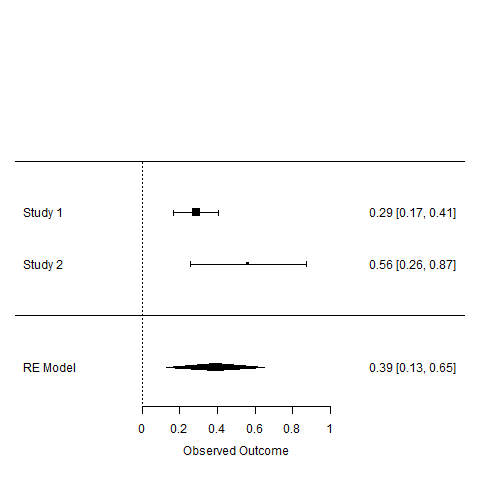 Study 1 0.29 [0.17, 0.41]
Study 2 0.56 [0.26, 0.87]
RE Model 0.39 [0.13, 0.65]
0 0.2 0.4 0.6 0.8 1
Observed Outcome